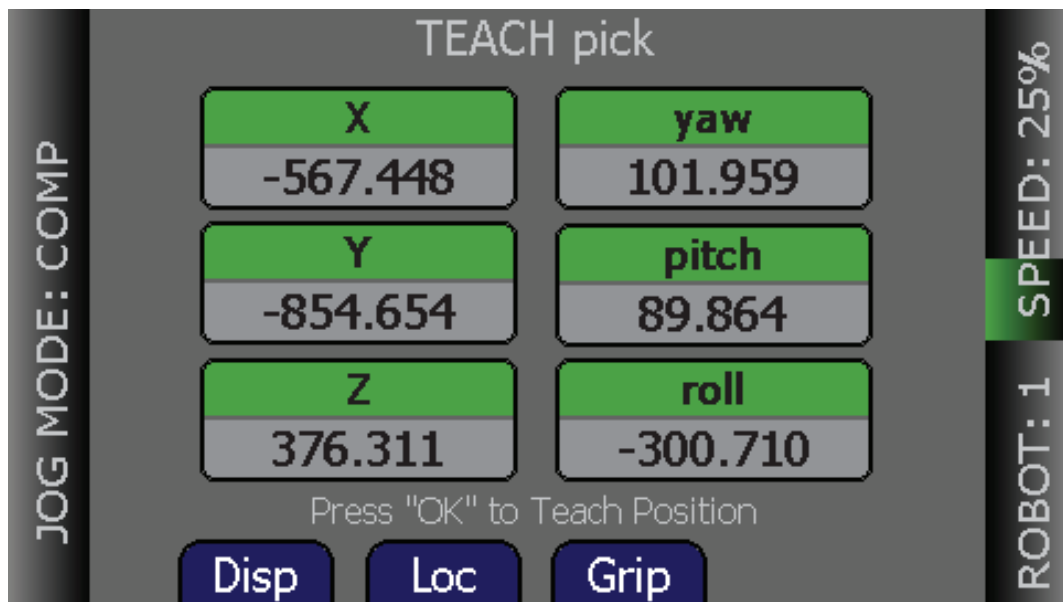 TEACH pick
JOG MODE: COMP
X
-567.448
yaw
101.959
Y
-854.654
pitch
89.864
Z
376.311
roll
-300.710
SPEED: 25%
ROBOT: 1
Press "OK" to Teach Position
Disp
Loc
Grip